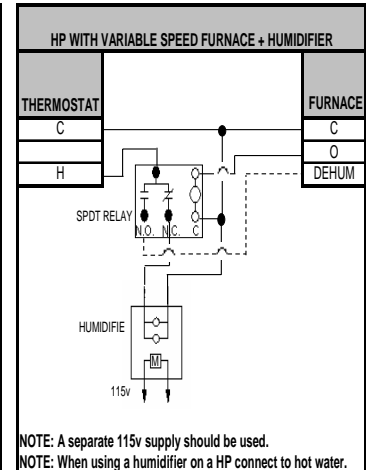 HP WITH VARIABLE SPEED FURNACE + HUMIDIFIER
THERMOSTAT FURNACE
C C
O
H DEHUM
SPDT RELAY
N.O. N.C. C
HUMIDIFIE
M
115v
NOTE: A separate 115v supply should be used.
NOTE: When using a humidifier on a HP connect to hot water.